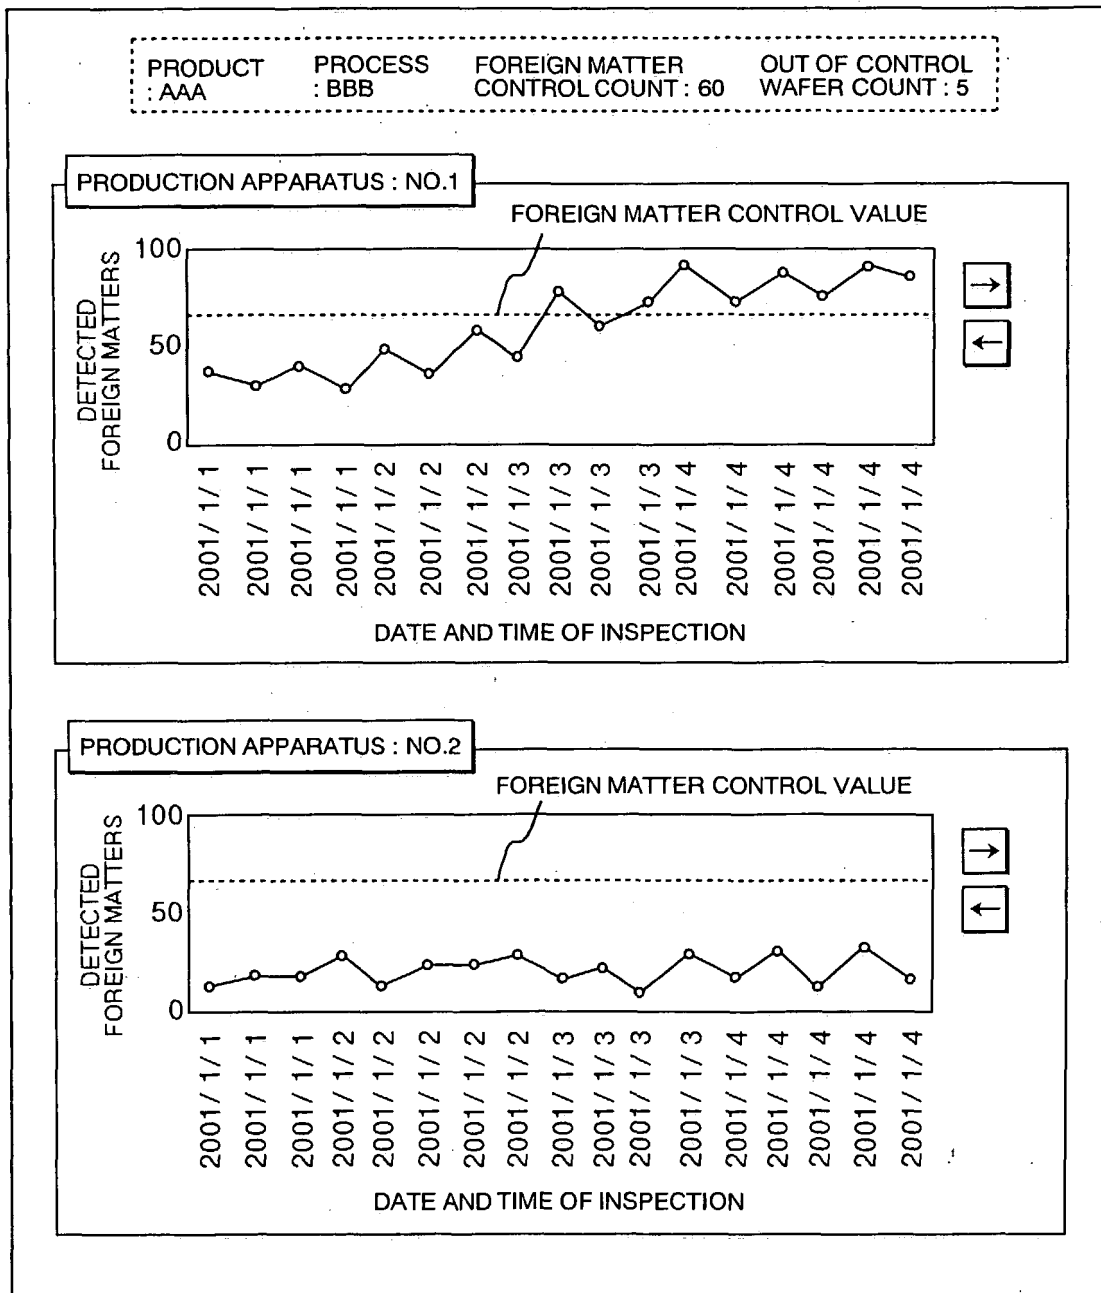 PRODUCT
: AAA
PROCESS
: BBB
FOREIGN MATTER
CONTROL COUNT : 60
OUT OF CONTROL
WAFER COUNT : 5
PRODUCTION APPARATUS : NO.1
FOREIGN MATTER CONTROL VALUE
DETECTED
FOREIGN MATTERS
100
50
0
2001/ 1/ 1
2001/ 1/ 1
2001/ 1/ 1
2001/ 1/ 1
2001/ 1/ 2
2001/ 1/ 2
2001/ 1/ 2
2001/ 1/ 3
2001/ 1/ 3
2001/ 1/ 3
2001/ 1/ 3
2001/ 1/ 4
2001/ 1/ 4
2001/ 1/ 4
2001/ 1/ 4
2001/ 1/ 4
2001/ 1/ 4
DATE AND TIME OF INSPECTION
→
←
PRODUCTION APPARATUS : NO.2
FOREIGN MATTER CONTROL VALUE
DETECTED
FOREIGN MATTERS
100
50
0
2001/ 1/ 1
2001/ 1/ 1
2001/ 1/ 1
2001/ 1/ 2
2001/ 1/ 2
2001/ 1/ 2
2001/ 1/ 2
2001/ 1/ 2
2001/ 1/ 3
2001/ 1/ 3
2001/ 1/ 3
2001/ 1/ 3
2001/ 1/ 4
2001/ 1/ 4
2001/ 1/ 4
2001/ 1/ 4
2001/ 1/ 4
DATE AND TIME OF INSPECTION
→
←